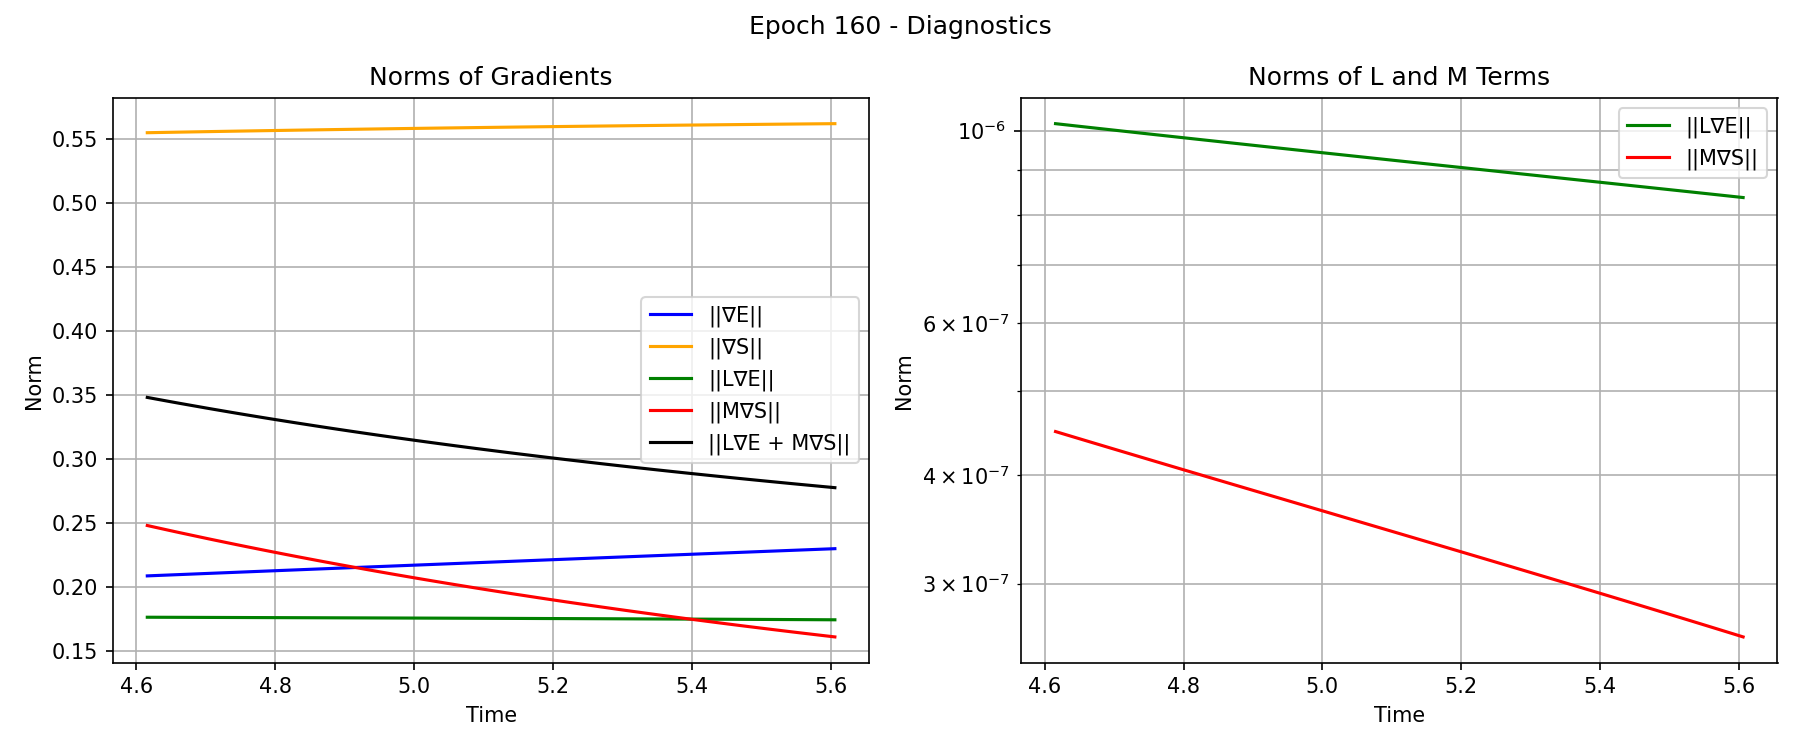 Epoch 160 - Diagnostics
Norms of Gradients
Norm
0.55
0.50
0.45
0.40
0.35
0.30
0.25
0.20
0.15
||∇E||
||∇S||
||L∇E||
||M∇S||
||L∇E + M∇S||
4.6 4.8 5.0 5.2 5.4 5.6
Time
Norms of L and M Terms
Norm
10⁻⁶
6 × 10⁻⁷
4 × 10⁻⁷
3 × 10⁻⁷
||L∇E||
||M∇S||
4.6 4.8 5.0 5.2 5.4 5.6
Time